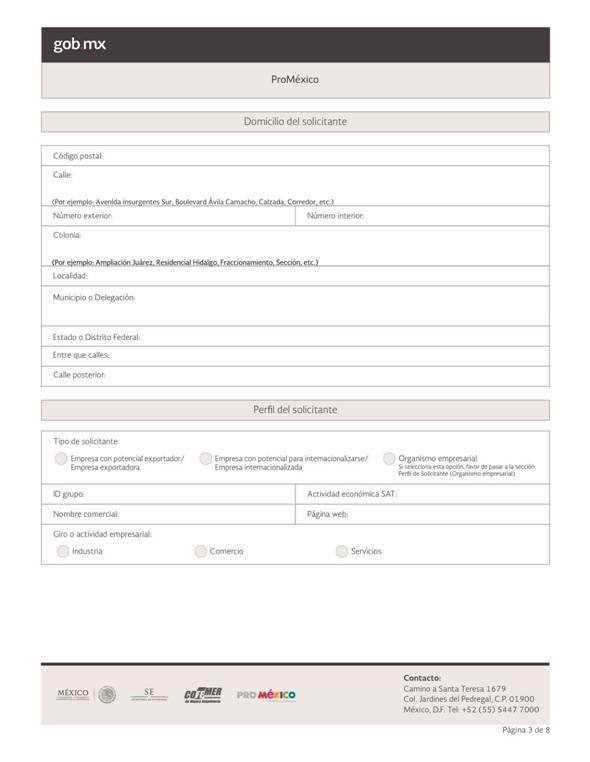 gob.mx
ProMéxico
Domicilio del solicitante
Código postal:
Calle:
(Por ejemplo: Avenida Insurgentes Sur, Boulevard Ávila Camacho, Calzada, Corredor, etc.)
Número exterior:
Número interior:
Colonia:
(Por ejemplo: Ampliación Juárez, Residencial Hidalgo, Fraccionamiento, Sección, etc.)
Localidad:
Municipio o Delegación:
Estado o Distrito Federal:
Entre que calles:
Calle posterior:
Perfil del solicitante
Tipo de solicitante:
Empresa con potencial exportador/
Empresa exportadora
Empresa con potencial para internacionalizarse/
Empresa internacionalizada
Organismo empresarial
Si selecciona esta opción, favor de pasar a la sección
Perfil de Solicitante (Organismo empresarial)
ID grupo:
Actividad económica SAT:
Nombre comercial:
Página web:
Giro o actividad empresarial:
Industria
Comercio
Servicios
MÉXICO
SE
COFEMER
PROMÉXICO
Contacto:
Camino a Santa Teresa 1679
Col. Jardines del Pedregal, C.P. 01900
México, D.F. Tel: +52 (55) 5447 7000
Página 3 de 8